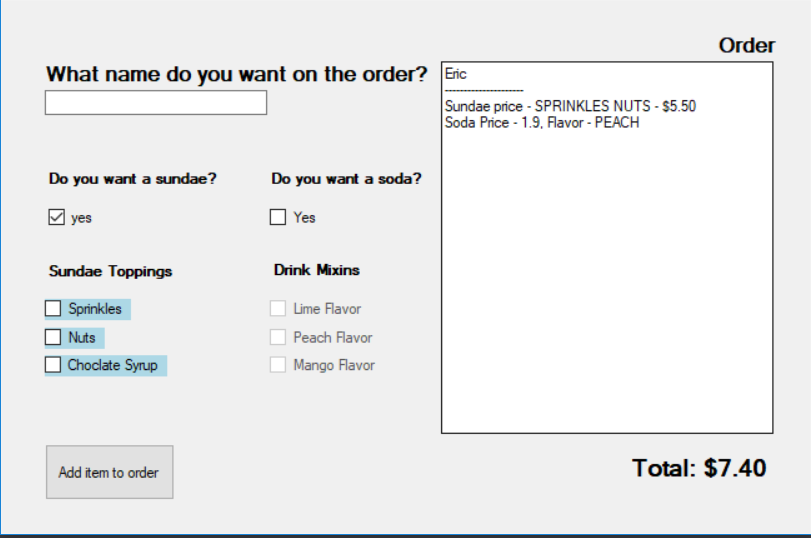 Order
What name do you want on the order?
Eric
---------------------
Sundae price - SPRINKLES NUTS - $5.50
Soda Price - 1.9, Flavor - PEACH
Do you want a sundae?
Do you want a soda?
yes
Yes
Sundae Toppings
Drink Mixins
Sprinkles
Lime Flavor
Nuts
Peach Flavor
Choclate Syrup
Mango Flavor
Add item to order
Total: $7.40